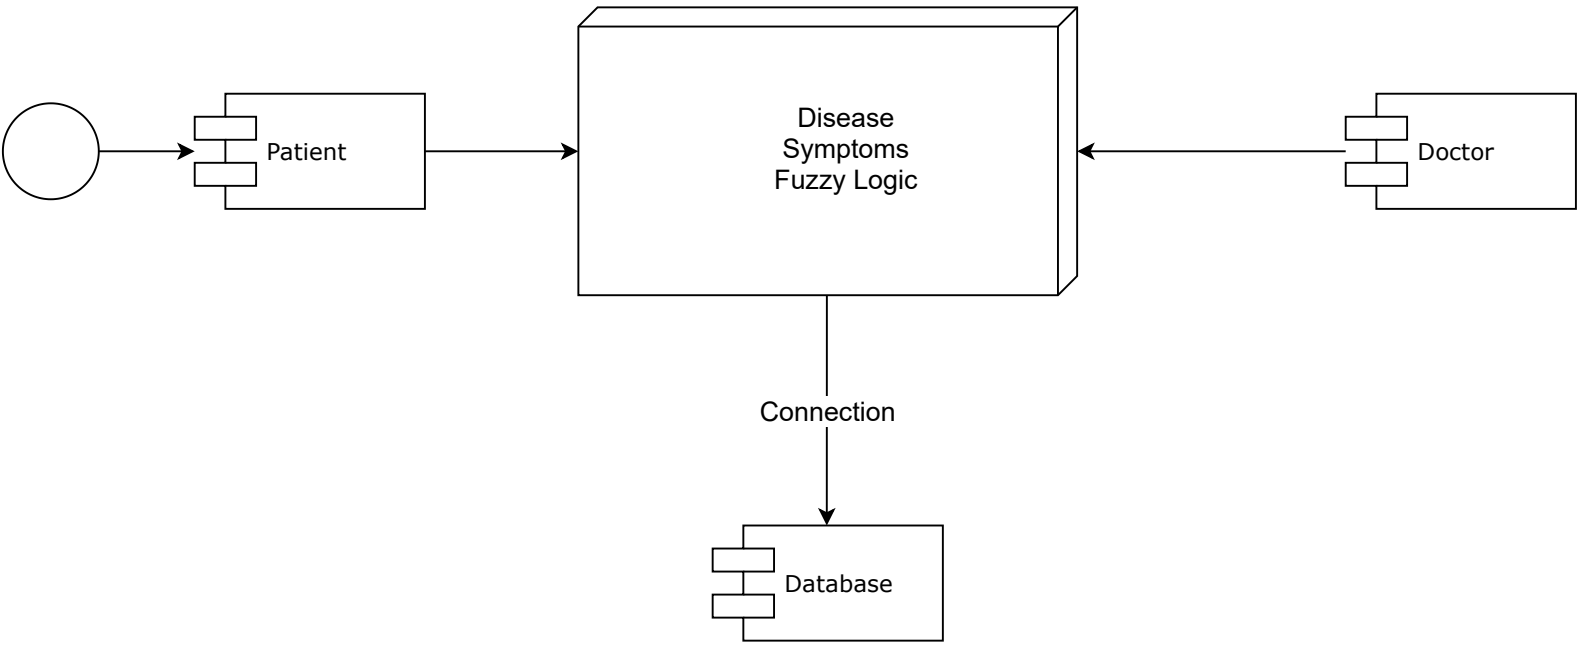 Disease
Symptoms
Fuzzy Logic
Patient
Doctor
Connection
Database